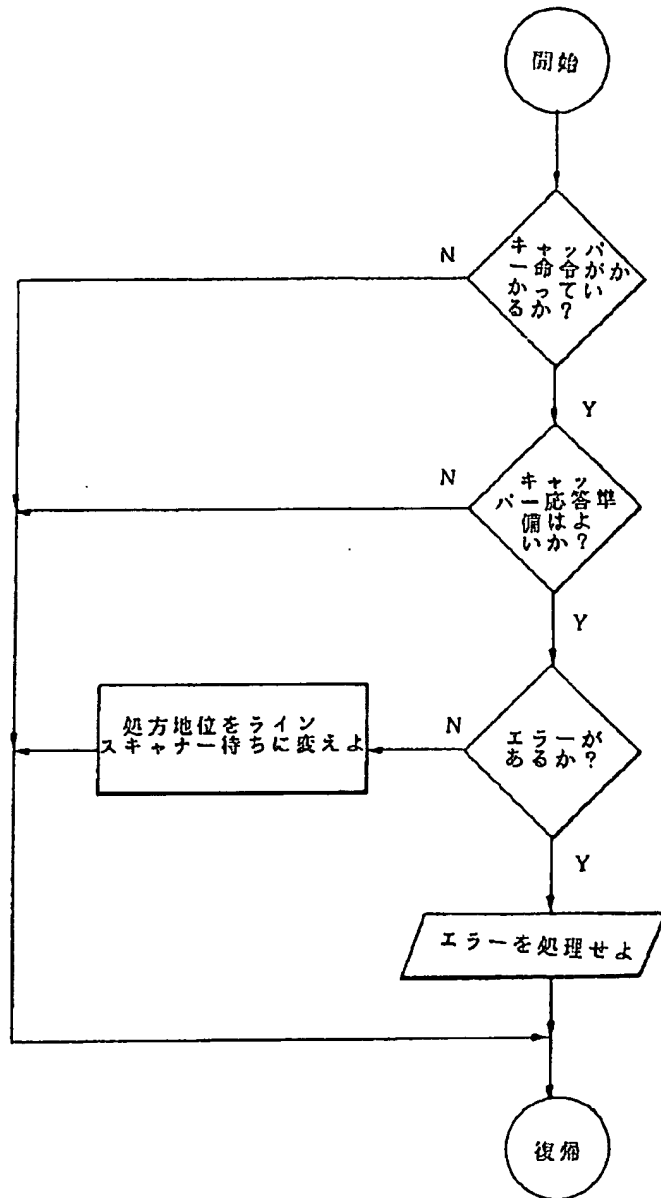 開始
キャッパ
ー命令がか
かって い
るか?
N
Y
キャッ
パー応答準
備はよ
いか?
N
Y
エラーが
あるか?
N
処方地位をライン
スキャナー待ちに変えよ
Y
エラーを処理せよ
復帰